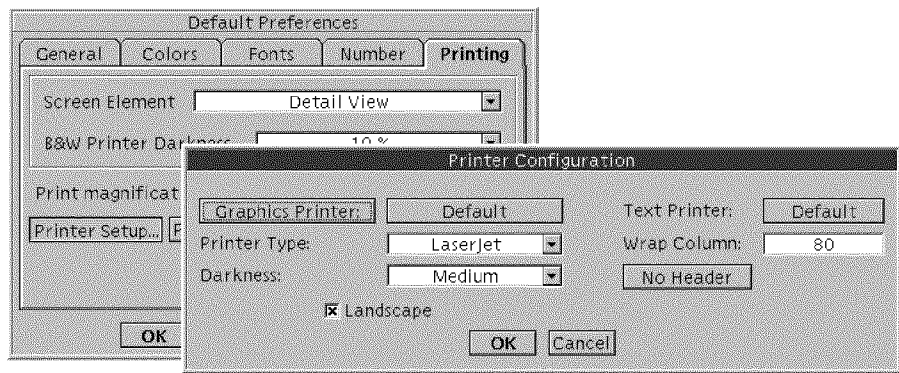 Default Preferences
General Colors Fonts Number Printing
Screen Element Detail View
B&W Printer Darkness 10 %
Printer Configuration
Print magnificat
Graphics Printer: Default Text Printer: Default
Printer Setup...
Printer Type: LaserJet Wrap Column: 80
Darkness: Medium No Header
Landscape
OK
OK Cancel